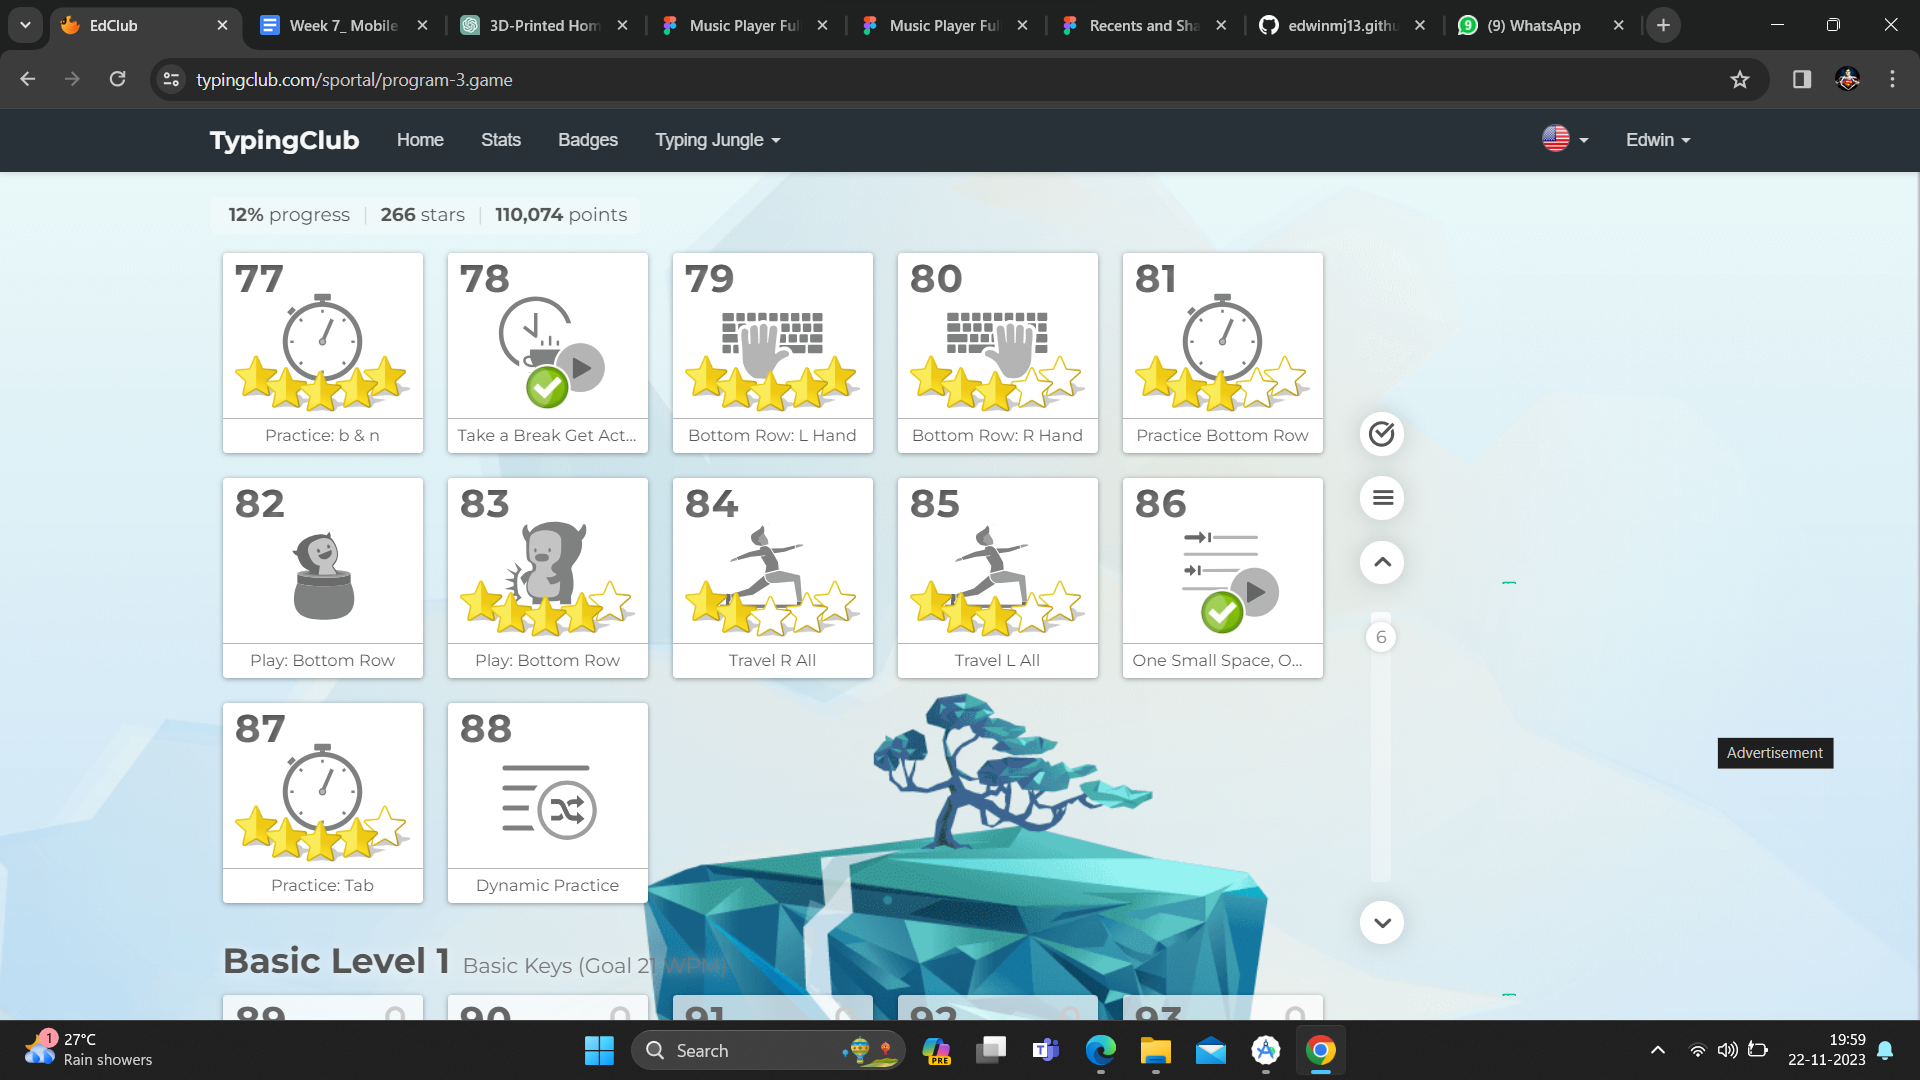 EdClub
Week 7_ Mobile
3D-Printed Hom
Music Player Ful
Music Player Ful
Recents and Sha
edwinmj13.githu
9 (9) WhatsApp
typingclub.com/sportal/program-3.game
TypingClub Home Stats Badges Typing Jungle Edwin
12% progress 266 stars 110,074 points
77
78
79
80
81
Practice: b & n
Take a Break Get Act...
Bottom Row: L Hand
Bottom Row: R Hand
Practice Bottom Row
82
83
84
85
86
Play: Bottom Row
Play: Bottom Row
Travel R All
Travel L All
One Small Space, O...
6
87
88
Advertisement
Practice: Tab
Dynamic Practice
Basic Level 1 Basic Keys (Goal 21 WPM)
89
90
91
92
93
1 27°C
Rain showers
Search
PRE
19:59
22-11-2023